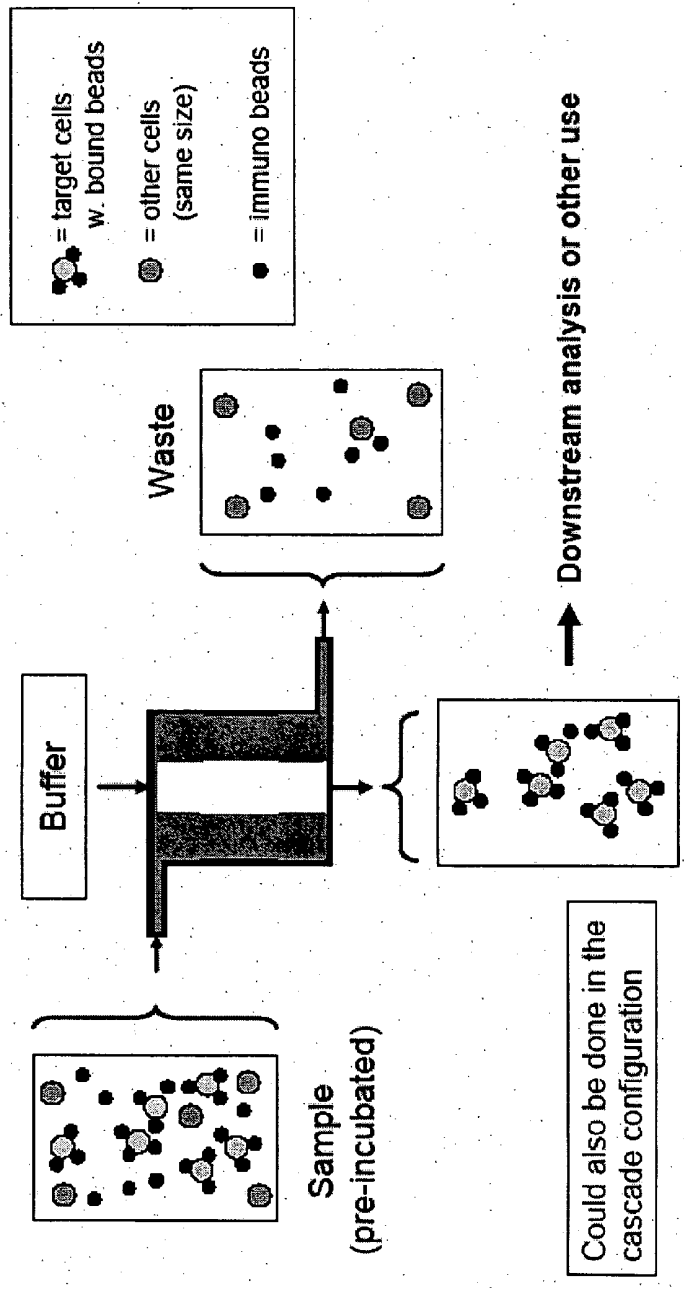 Buffer
= target cells
w. bound beads
= other cells
(same size)
= immuno beads
Waste
Sample
(pre-incubated)
Downstream analysis or other use
Could also be done in the
cascade configuration